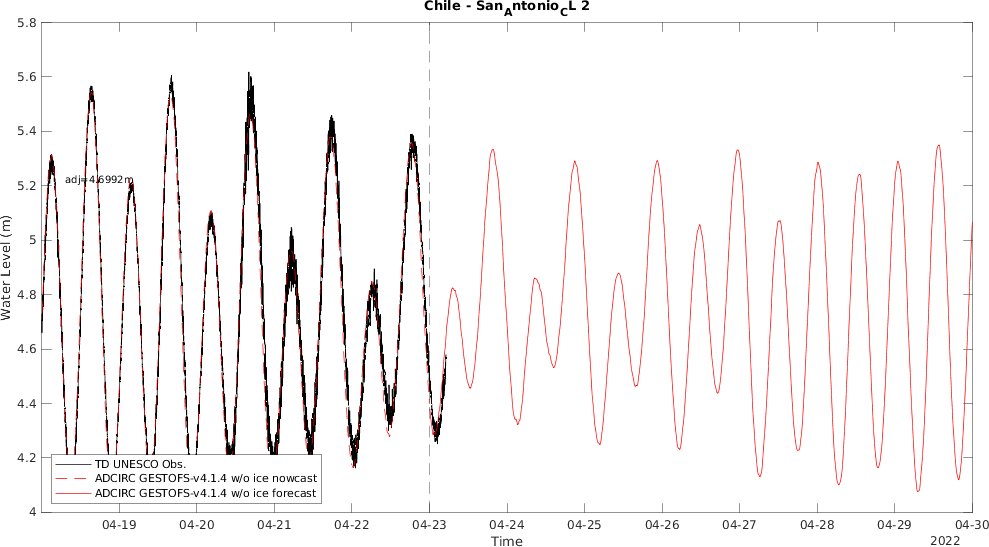 Chile - SanAntonioCL 2
5.8
5.6
5.4
5.2
5
4.8
4.6
4.4
4.2
4
Water Level (m)
adj=4.6992m
TD UNESCO Obs.
ADCIRC GESTOFS-v4.1.4 w/o ice nowcast
ADCIRC GESTOFS-v4.1.4 w/o ice forecast
04-19 04-20 04-21 04-22 04-23 04-24 04-25 04-26 04-27 04-28 04-29 04-30
Time
2022